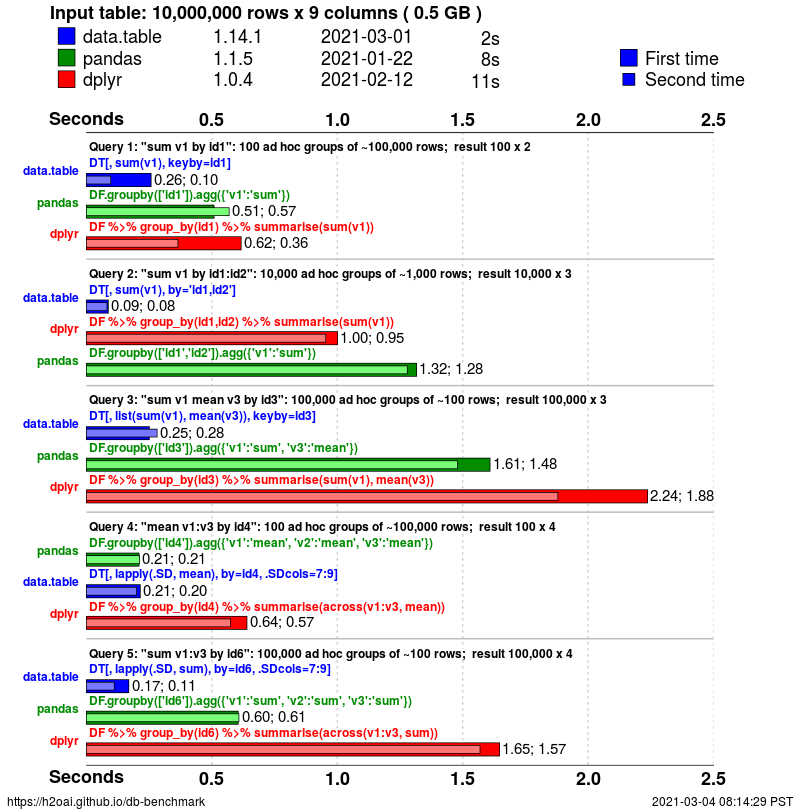 Input table: 10,000,000 rows x 9 columns ( 0.5 GB )
data.table 1.14.1 2021-03-01 2s
pandas 1.1.5 2021-01-22 8s First time
dplyr 1.0.4 2021-02-12 11s Second time
Seconds 0.5 1.0 1.5 2.0 2.5
Query 1: "sum v1 by id1": 100 ad hoc groups of ~100,000 rows;  result 100 x 2
DT[, sum(v1), keyby=id1]
data.table 0.26; 0.10
DF.groupby(['id1']).agg({'v1':'sum'})
pandas 0.51; 0.57
DF %>% group_by(id1) %>% summarise(sum(v1))
dplyr 0.62; 0.36
Query 2: "sum v1 by id1:id2": 10,000 ad hoc groups of ~1,000 rows;  result 10,000 x 3
DT[, sum(v1), by='id1,id2']
data.table 0.09; 0.08
DF %>% group_by(id1,id2) %>% summarise(sum(v1))
dplyr 1.00; 0.95
DF.groupby(['id1','id2']).agg({'v1':'sum'})
pandas 1.32; 1.28
Query 3: "sum v1 mean v3 by id3": 100,000 ad hoc groups of ~100 rows;  result 100,000 x 3
DT[, list(sum(v1), mean(v3)), keyby=id3]
data.table 0.25; 0.28
DF.groupby(['id3']).agg({'v1':'sum', 'v3':'mean'})
pandas 1.61; 1.48
DF %>% group_by(id3) %>% summarise(sum(v1), mean(v3))
dplyr 2.24; 1.88
Query 4: "mean v1:v3 by id4": 100 ad hoc groups of ~100,000 rows;  result 100 x 4
DF.groupby(['id4']).agg({'v1':'mean', 'v2':'mean', 'v3':'mean'})
pandas 0.21; 0.21
DT[, lapply(.SD, mean), by=id4, .SDcols=7:9]
data.table 0.21; 0.20
DF %>% group_by(id4) %>% summarise(across(v1:v3, mean))
dplyr 0.64; 0.57
Query 5: "sum v1:v3 by id6": 100,000 ad hoc groups of ~100 rows;  result 100,000 x 4
DT[, lapply(.SD, sum), by=id6, .SDcols=7:9]
data.table 0.17; 0.11
DF.groupby(['id6']).agg({'v1':'sum', 'v2':'sum', 'v3':'sum'})
pandas 0.60; 0.61
DF %>% group_by(id6) %>% summarise(across(v1:v3, sum))
dplyr 1.65; 1.57
Seconds 0.5 1.0 1.5 2.0 2.5
https://h2oai.github.io/db-benchmark 2021-03-04 08:14:29 PST